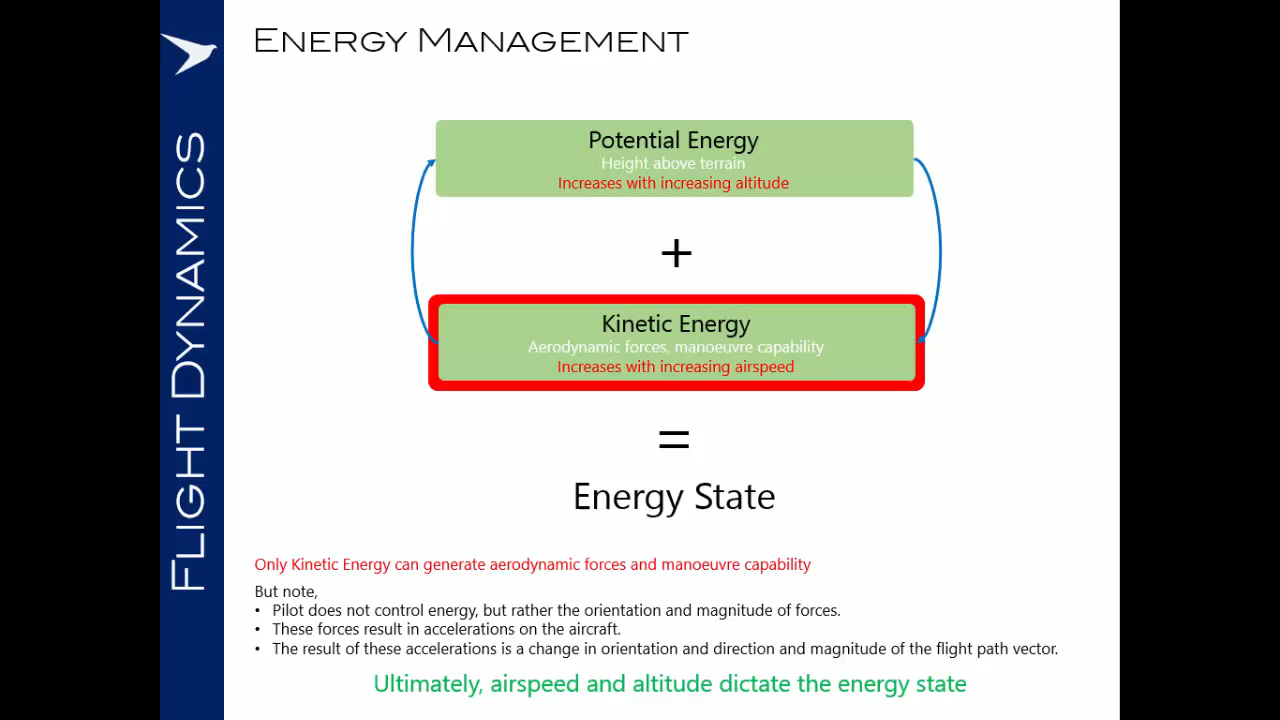 ENERGY MANAGEMENT
FLIGHT DYNAMICS
Potential Energy
Height above terrain
Increases with increasing altitude
+
Kinetic Energy
Aerodynamic forces, manoeuvre capability
Increases with increasing airspeed
=
Energy State
Only Kinetic Energy can generate aerodynamic forces and manoeuvre capability
But note,
• Pilot does not control energy, but rather the orientation and magnitude of forces.
• These forces result in accelerations on the aircraft.
• The result of these accelerations is a change in orientation and direction and magnitude of the flight path vector.
Ultimately, airspeed and altitude dictate the energy state